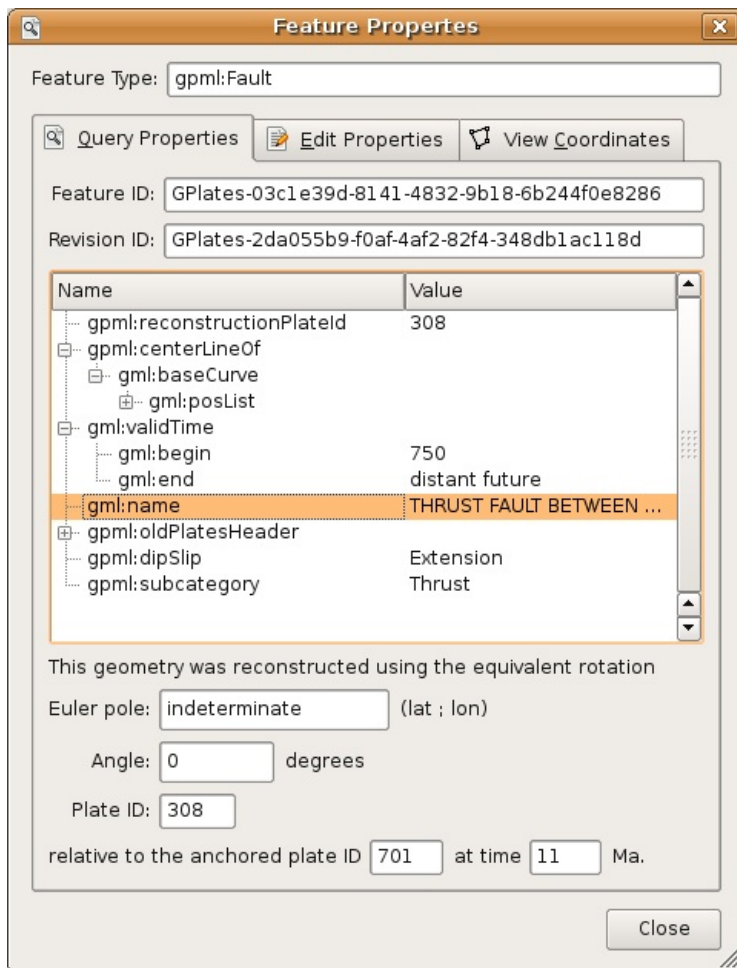 Feature Propertes
Feature Type: gpml:Fault
Query Properties Edit Properties View Coordinates
Feature ID: GPlates-03c1e39d-8141-4832-9b18-6b244f0e8286
Revision ID: GPlates-2da055b9-f0af-4af2-82f4-348db1ac118d
Name Value
gpml:reconstructionPlateId 308
gpml:centerLineOf
gml:baseCurve
gml:posList
gml:validTime
gml:begin 750
gml:end distant future
gml:name THRUST FAULT BETWEEN ...
gpml:oldPlatesHeader
gpml:dipSlip Extension
gpml:subcategory Thrust
This geometry was reconstructed using the equivalent rotation
Euler pole: indeterminate (lat ; lon)
Angle: 0 degrees
Plate ID: 308
relative to the anchored plate ID 701 at time 11 Ma.
Close